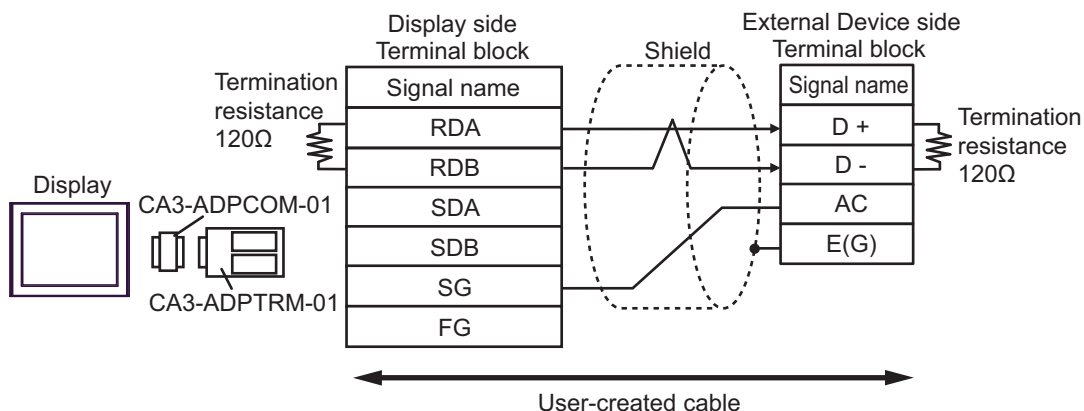 Display side
Terminal block
Shield
External Device side
Terminal block
Termination
resistance
120Ω
Signal name
RDA
RDB
SDA
SDB
SG
FG
Signal name
D +
D -
AC
E(G)
Termination
resistance
120Ω
Display
CA3-ADPCOM-01
CA3-ADPTRM-01
User-created cable